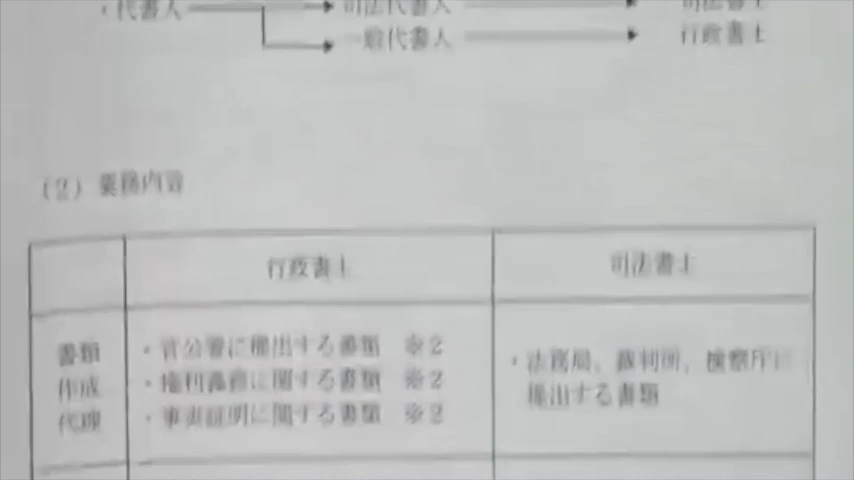 ・代書人 司法代書人 司法書士
一般代書人 行政書士
(2) 業務内容
行政書士 司法書士
書類
作成
代理
・官公署に提出する書類 ※2
・権利義務に関する書類 ※2
・事実証明に関する書類 ※2
・法務局、裁判所、検察庁に
提出する書類